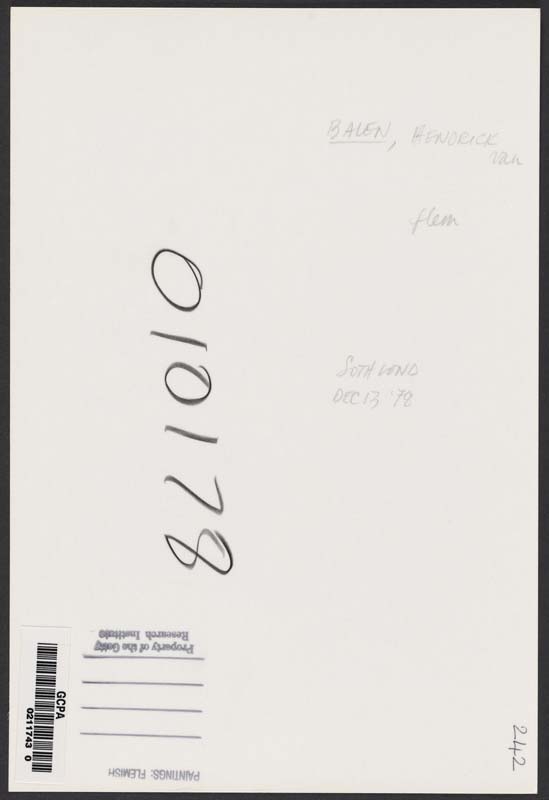 BALEN, HENDRICK
van
flem
SOTH LOND
DEC 13 '78
010178
Property of the Getty
Research Institute
PAINTINGS: FLEMISH
GCPA
0211743 0
242